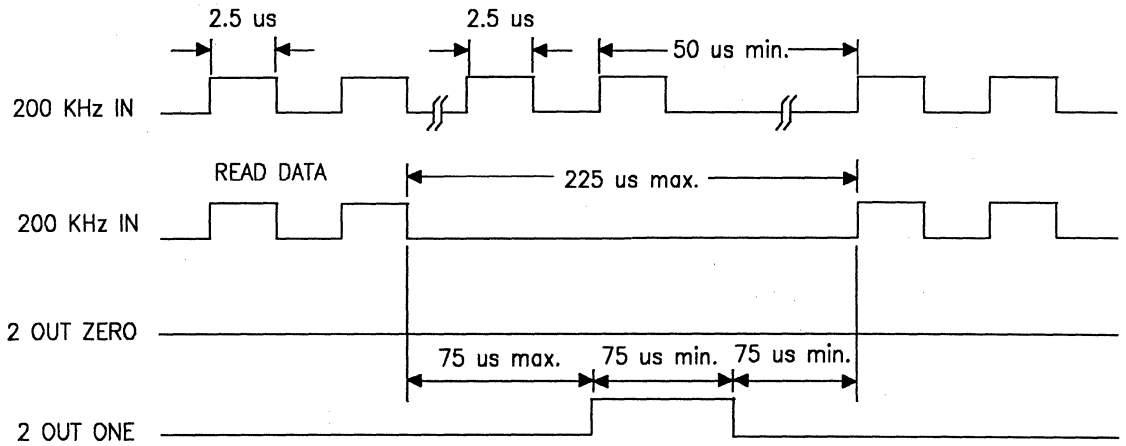 2.5 us 2.5 us
50 us min.
200 KHz IN
READ DATA
225 us max.
200 KHz IN
2 OUT ZERO
75 us max. 75 us min. 75 us min.
2 OUT ONE